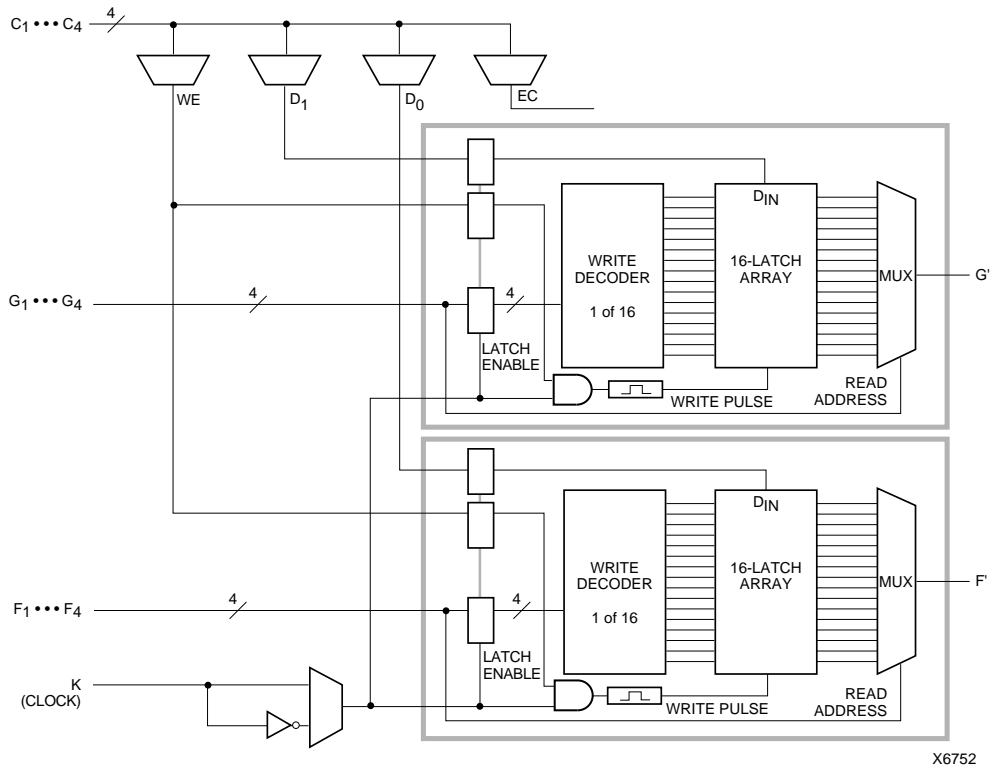 C1 ••• C4
4
WE
D1
D0
EC
DIN
WRITE
DECODER
1 of 16
16-LATCH
ARRAY
MUX
G'
G1 ••• G4
4
4
LATCH
ENABLE
WRITE PULSE
READ
ADDRESS
DIN
WRITE
DECODER
1 of 16
16-LATCH
ARRAY
MUX
F'
F1 ••• F4
4
4
LATCH
ENABLE
K
(CLOCK)
WRITE PULSE
READ
ADDRESS
X6752